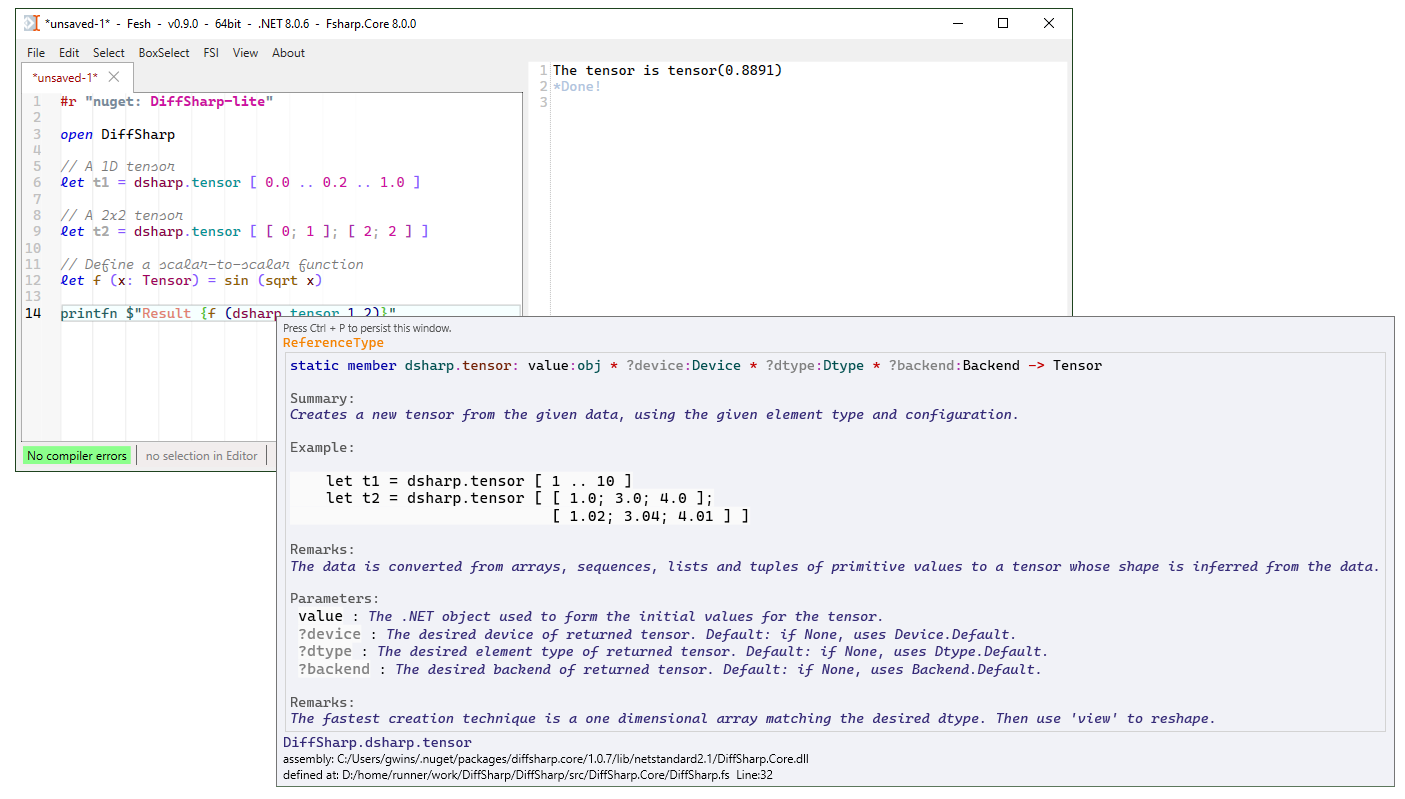 *unsaved-1* - Fesh - v0.9.0 - 64bit - .NET 8.0.6 - Fsharp.Core 8.0.0
File Edit Select BoxSelect FSI View About
*unsaved-1*
1 #r "nuget: DiffSharp-lite"
2
3 open DiffSharp
4
5 // A 1D tensor
6 let t1 = dsharp.tensor [ 0.0 .. 0.2 .. 1.0 ]
7
8 // A 2x2 tensor
9 let t2 = dsharp.tensor [ [ 0; 1 ]; [ 2; 2 ] ]
10
11 // Define a scalar-to-scalar function
12 let f (x: Tensor) = sin (sqrt x)
13
14 printfn $"Result {f (dsharp.tensor 1.2)}"
1 The tensor is tensor(0.8891)
2 *Done!
3
No compiler errors
no selection in Editor
Press Ctrl + P to persist this window.
ReferenceType
static member dsharp.tensor: value:obj * ?device:Device * ?dtype:Dtype * ?backend:Backend -> Tensor
Summary:
Creates a new tensor from the given data, using the given element type and configuration.
Example:
let t1 = dsharp.tensor [ 1 .. 10 ]
let t2 = dsharp.tensor [ [ 1.0; 3.0; 4.0 ];
[ 1.02; 3.04; 4.01 ] ]
Remarks:
The data is converted from arrays, sequences, lists and tuples of primitive values to a tensor whose shape is inferred from the data.
Parameters:
value : The .NET object used to form the initial values for the tensor.
?device : The desired device of returned tensor. Default: if None, uses Device.Default.
?dtype : The desired element type of returned tensor. Default: if None, uses Dtype.Default.
?backend : The desired backend of returned tensor. Default: if None, uses Backend.Default.
Remarks:
The fastest creation technique is a one dimensional array matching the desired dtype. Then use 'view' to reshape.
DiffSharp.dsharp.tensor
assembly: C:/Users/gwins/.nuget/packages/diffsharp.core/1.0.7/lib/netstandard2.1/DiffSharp.Core.dll
defined at: D:/home/runner/work/DiffSharp/DiffSharp/src/DiffSharp.Core/DiffSharp.fs Line:32